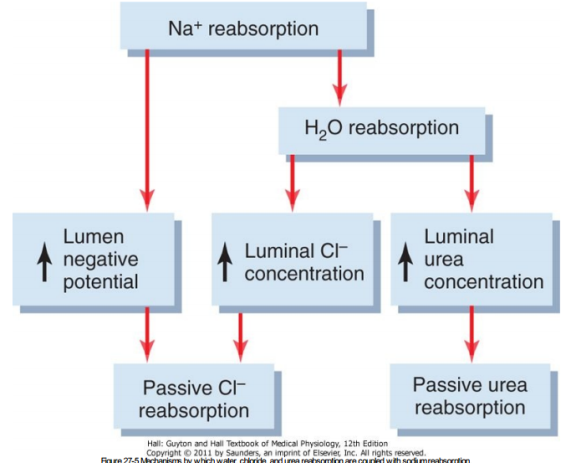 Na⁺ reabsorption
H₂O reabsorption
Lumen
negative
potential
Luminal Cl⁻
concentration
Luminal
urea
concentration
Passive Cl⁻
reabsorption
Passive urea
reabsorption
Hall: Guyton and Hall Textbook of Medical Physiology, 12th Edition
Copyright © 2011 by Saunders, an imprint of Elsevier, Inc. All rights reserved.
Figure 27-5 Mechanisms by which water, chloride, and urea reabsorption are coupled with sodium reabsorption